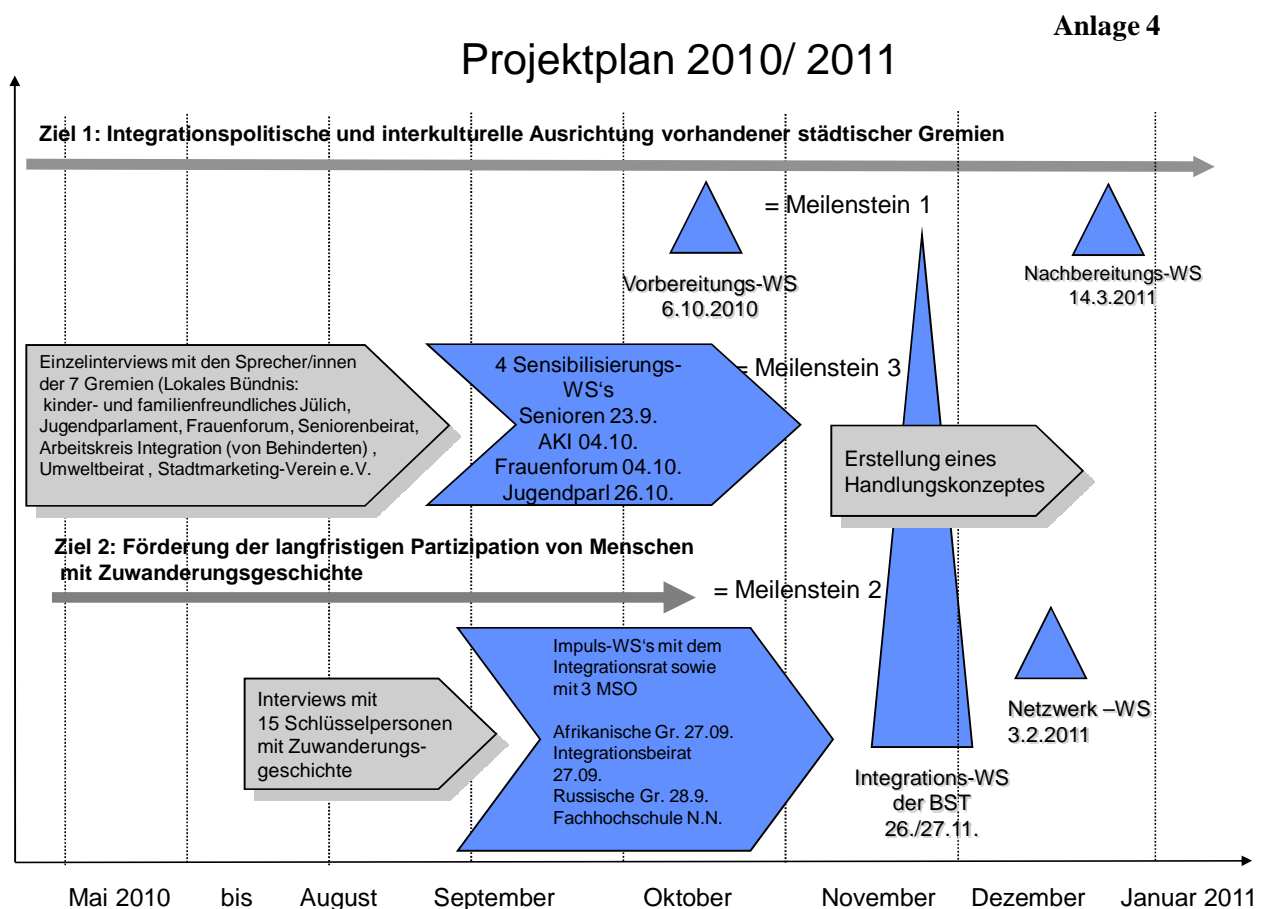 Anlage 4
Projektplan 2010/ 2011
Ziel 1: Integrationspolitische und interkulturelle Ausrichtung vorhandener städtischer Gremien
= Meilenstein 1
Vorbereitungs-WS
6.10.2010
Nachbereitungs-WS
14.3.2011
Einzelinterviews mit den Sprecher/innen
der 7 Gremien (Lokales Bündnis:
kinder- und familienfreundliches Jülich,
Jugendparlament, Frauenforum, Seniorenbeirat,
Arbeitskreis Integration (von Behinderten) ,
Umweltbeirat , Stadtmarketing-Verein e.V.
4 Sensibilisierungs-
WS‘s
Senioren 23.9.
AKI 04.10.
Frauenforum 04.10.
Jugendparl 26.10.
= Meilenstein 3
Erstellung eines
Handlungskonzeptes
Ziel 2: Förderung der langfristigen Partizipation von Menschen
mit Zuwanderungsgeschichte
= Meilenstein 2
Interviews mit
15 Schlüsselpersonen
mit Zuwanderungs-
geschichte
Impuls-WS‘s mit dem
Integrationsrat sowie
mit 3 MSO
Afrikanische Gr. 27.09.
Integrationsbeirat
27.09.
Russische Gr. 28.9.
Fachhochschule N.N.
Integrations-WS
der BST
26./27.11.
Netzwerk –WS
3.2.2011
Mai 2010 bis August September Oktober November Dezember Januar 2011